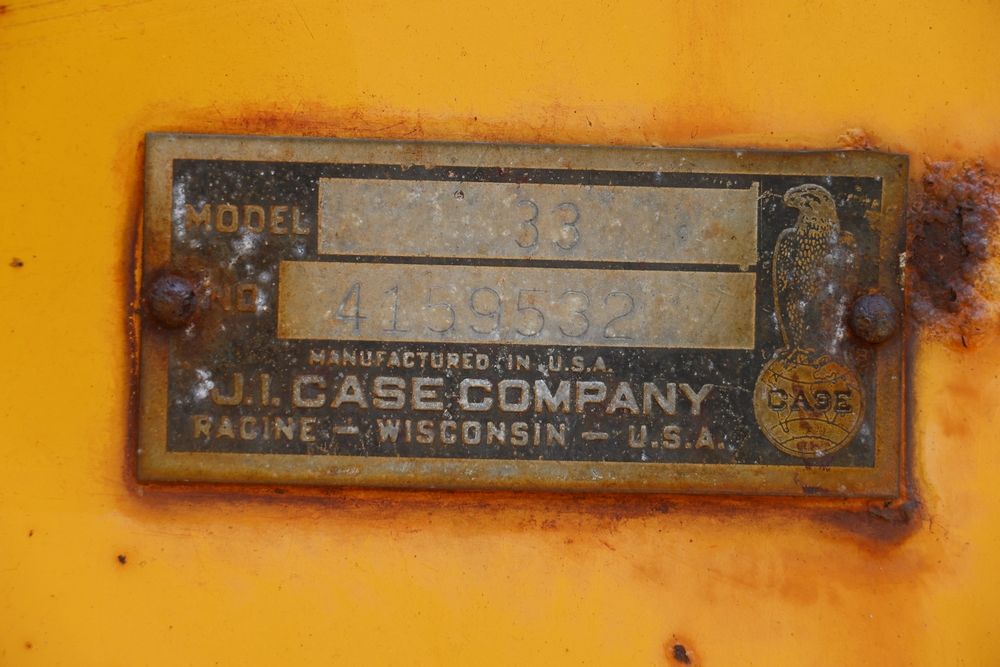 MODEL 33
NO. 4159532
MANUFACTURED IN U.S.A.
J.I. CASE COMPANY
RACINE – WISCONSIN – U.S.A.
CASE